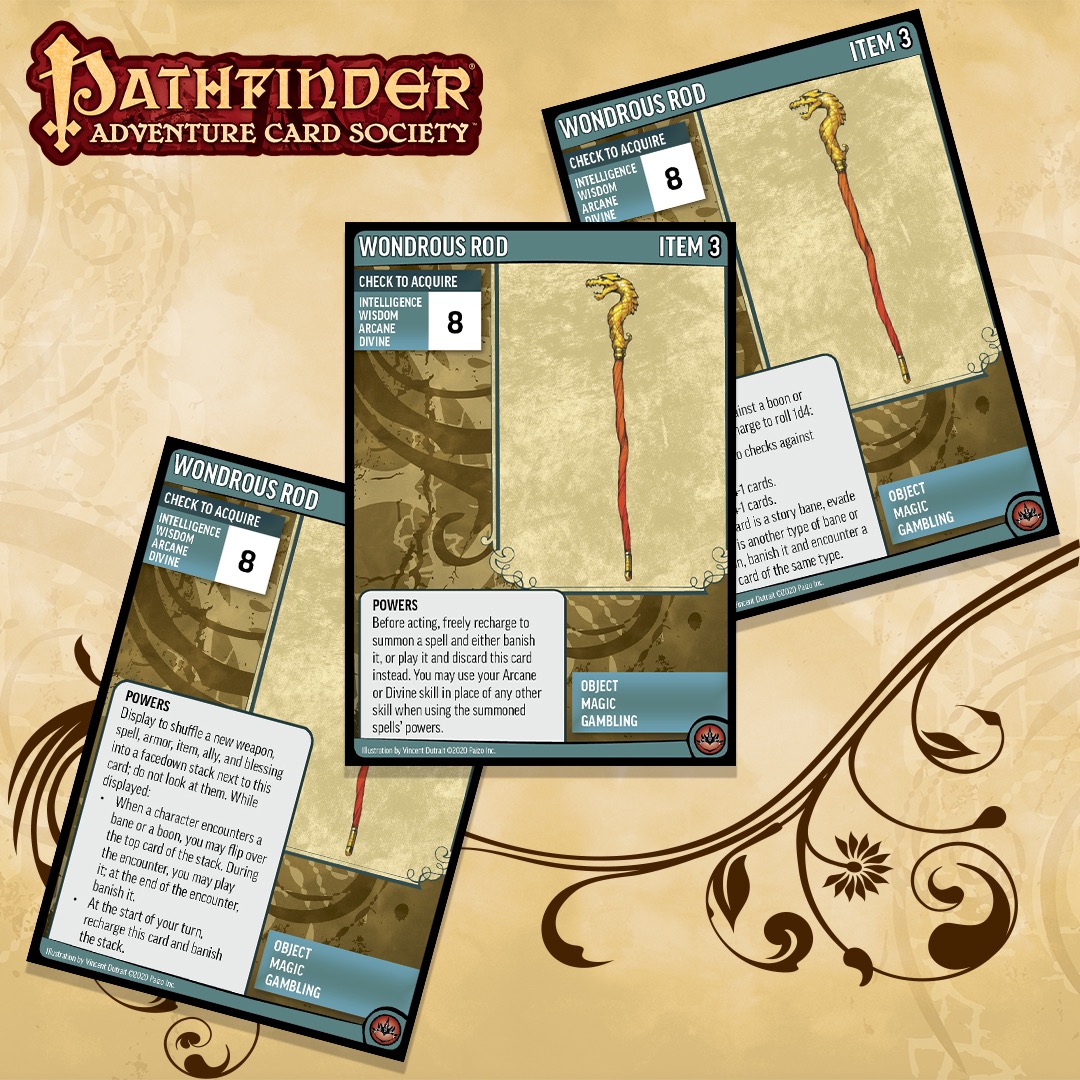 PATHFINDER®
ADVENTURE CARD SOCIETY™
WONDROUS ROD
ITEM 3
CHECK TO ACQUIRE
INTELLIGENCE
WISDOM
ARCANE
DIVINE
8
ainst a boon or
harge to roll 1d4:
o checks against
-1 cards.
-1 cards.
ard is a story bane, evade
is another type of bane or
n, banish it and encounter a
card of the same type.
OBJECT
MAGIC
GAMBLING
Vincent Dutrait ©2020 Paizo Inc.
WONDROUS ROD
ITEM 3
CHECK TO ACQUIRE
INTELLIGENCE
WISDOM
ARCANE
DIVINE
8
POWERS
Before acting, freely recharge to
summon a spell and either banish
it, or play it and discard this card
instead. You may use your Arcane
or Divine skill in place of any other
skill when using the summoned
spells' powers.
OBJECT
MAGIC
GAMBLING
Illustration by Vincent Dutrait ©2020 Paizo Inc.
WONDROUS ROD
CHECK TO ACQUIRE
INTELLIGENCE
WISDOM
ARCANE
DIVINE
8
POWERS
Display to shuffle a new weapon,
spell, armor, item, ally, and blessing
into a facedown stack next to this
card; do not look at them. While
displayed:
• When a character encounters a
bane or a boon, you may flip over
the top card of the stack. During
the encounter, you may play
it; at the end of the encounter,
banish it.
• At the start of your turn,
recharge this card and banish
the stack.
OBJECT
MAGIC
GAMBLING
Illustration by Vincent Dutrait ©2020 Paizo Inc.